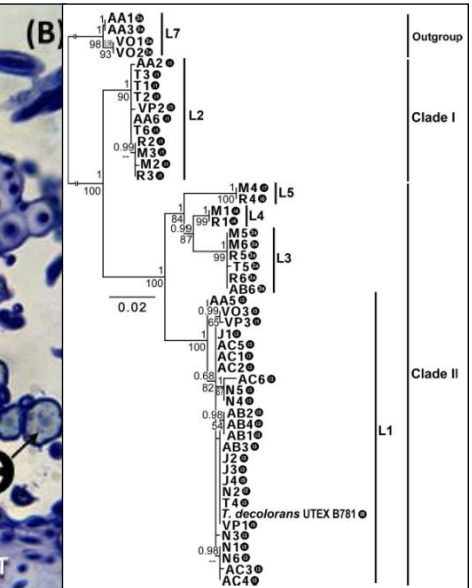 (B)
AA1
AA3
VO1
VO2
L7
Outgroup
1
1
98
93
AA2
T3
T1
T2
VP2
AA6
T6
R2
M3
M2
R3
L2
Clade I
1
90
0.99
--
1
100
M4
R4
L5
1
100
M1
R1
L4
1
99
1
84
0.99
87
M5
M6
R5
T5
R6
AB6
L3
1
99
1
100
0.02
AA5
VO3
VP3
J1
AC5
AC1
AC2
AC6
N5
N4
AB2
AB4
AB1
AB3
J2
J3
J4
N2
T4
T. decolorans UTEX B781
VP1
N3
N1
N6
AC3
AC4
0.99
65
1
100
0.68
82
1
0.98
54
0.98
--
L1
Clade II
T